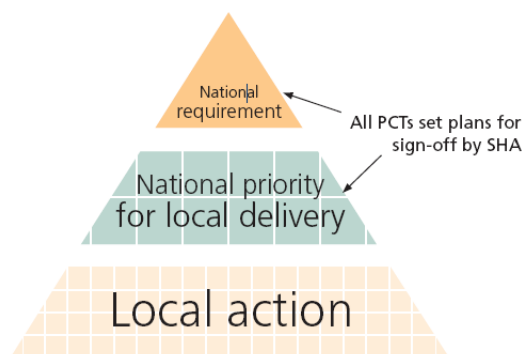 National
requirement
All PCTs set plans for
sign-off by SHA
National priority
for local delivery
Local action